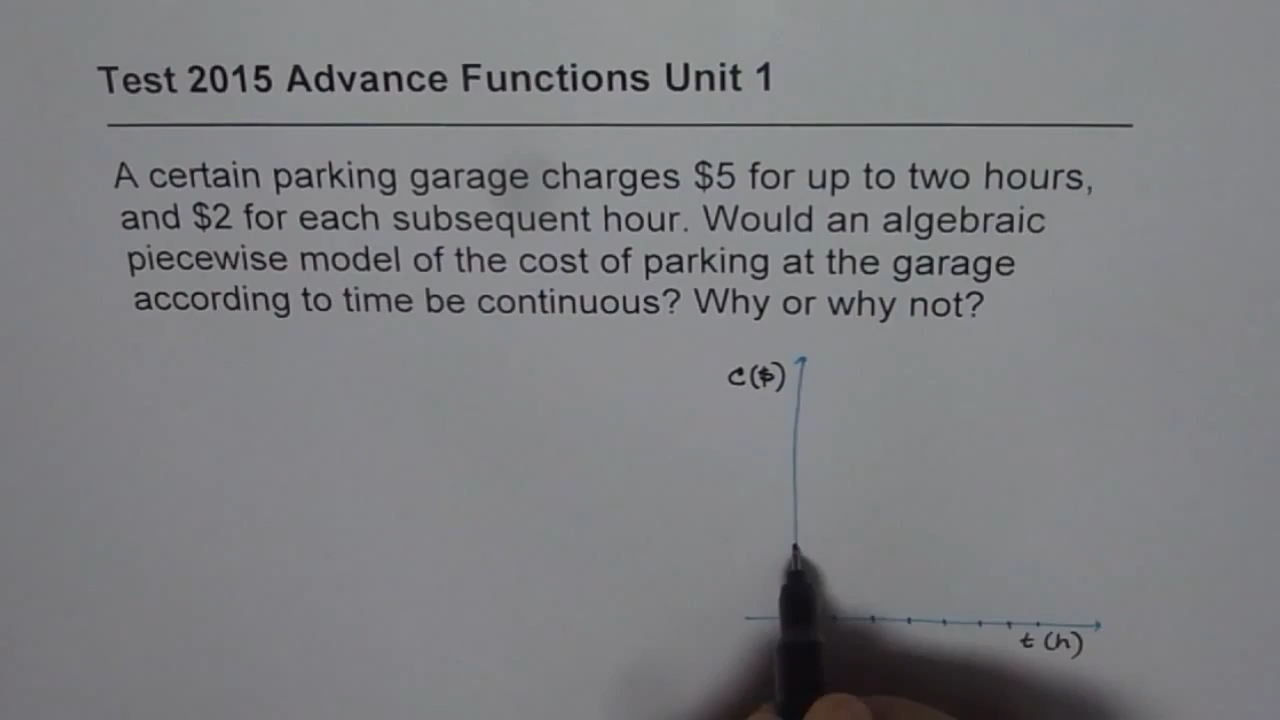 Test 2015 Advance Functions Unit 1
A certain parking garage charges $5 for up to two hours,
and $2 for each subsequent hour. Would an algebraic
piecewise model of the cost of parking at the garage
according to time be continuous? Why or why not?
C($)
t(h)